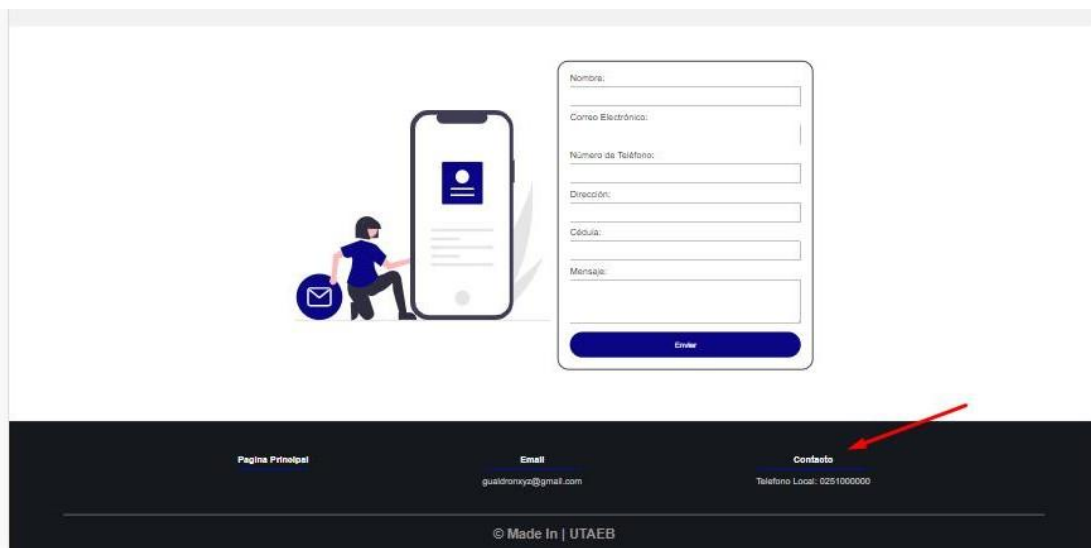 Nombre:
Correo Electrónico:
Número de Teléfono:
Dirección:
Cédula:
Mensaje:
Enviar
Pagina Principal
Email
Contacto
gualdronxyz@gmail.com
Telefono Local: 0251000000
© Made In | UTAEB